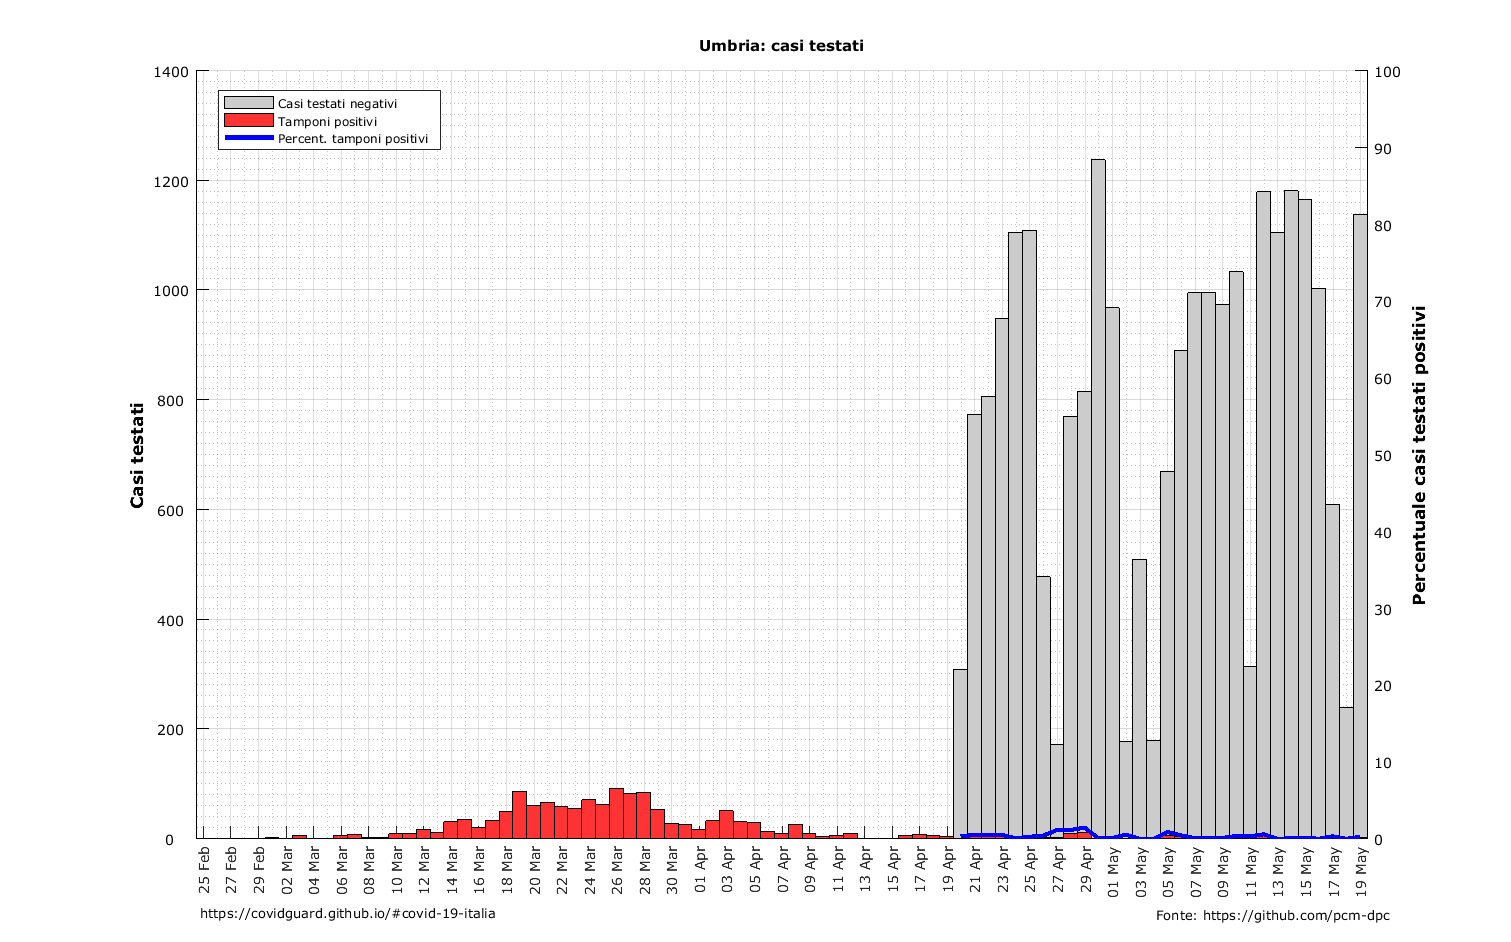 Umbria: casi testati
Casi testati negativi
Tamponi positivi
Percent. tamponi positivi
Casi testati
1400
1200
1000
800
600
400
200
0
100
90
80
70
60
50
40
30
20
10
0
Percentuale casi testati positivi
25 Feb
27 Feb
29 Feb
02 Mar
04 Mar
06 Mar
08 Mar
10 Mar
12 Mar
14 Mar
16 Mar
18 Mar
20 Mar
22 Mar
24 Mar
26 Mar
28 Mar
30 Mar
01 Apr
03 Apr
05 Apr
07 Apr
09 Apr
11 Apr
13 Apr
15 Apr
17 Apr
19 Apr
21 Apr
23 Apr
25 Apr
27 Apr
29 Apr
01 May
03 May
05 May
07 May
09 May
11 May
13 May
15 May
17 May
19 May
https://covidguard.github.io/#covid-19-italia
Fonte: https://github.com/pcm-dpc